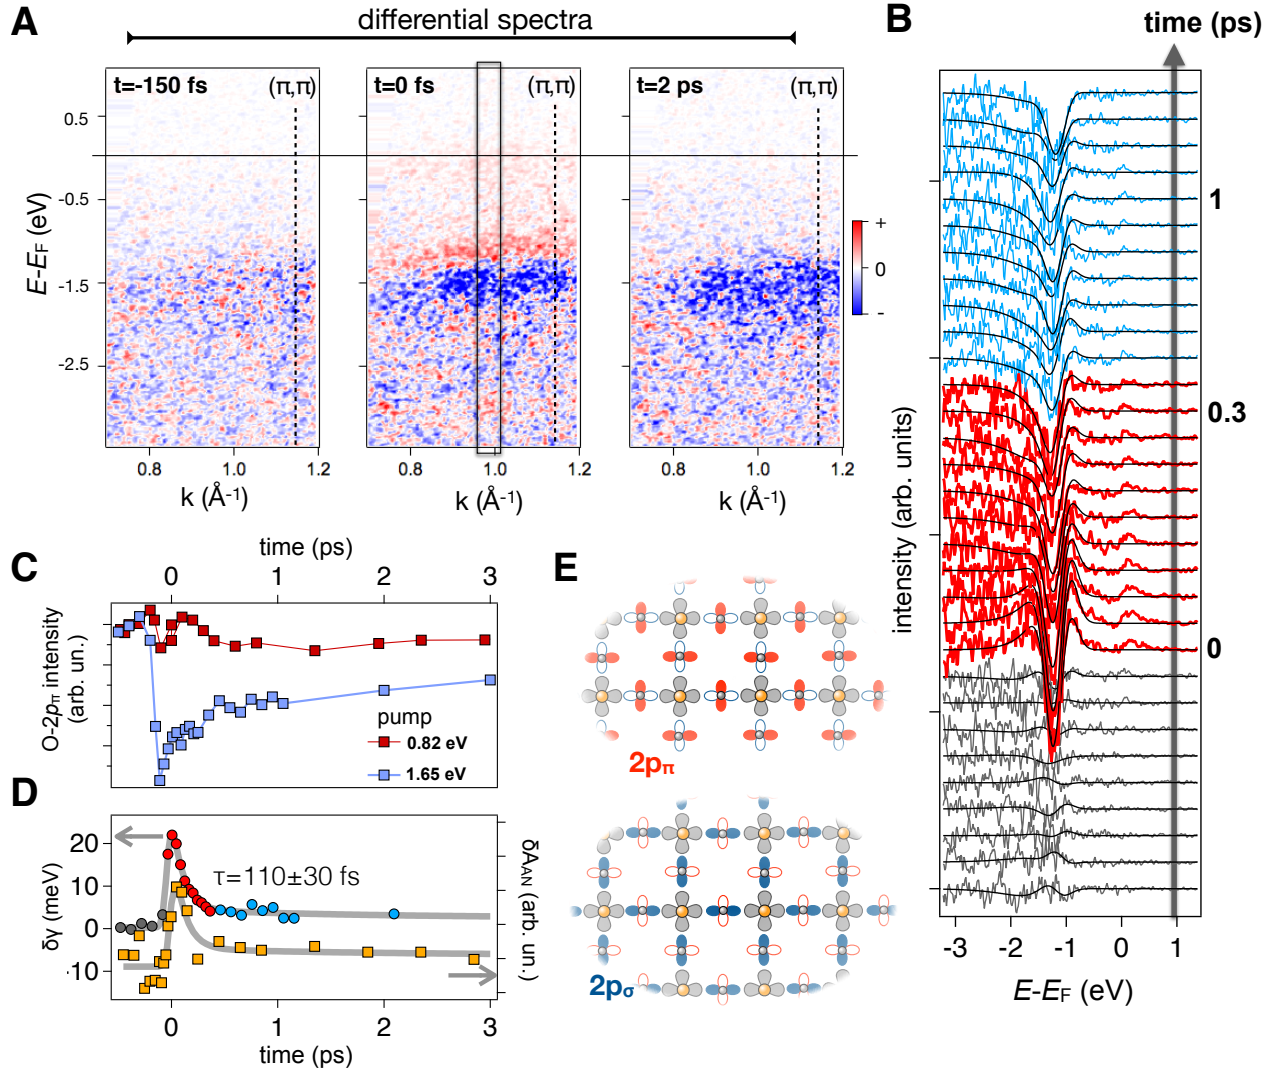 A
differential spectra
t=-150 fs
(π,π)
t=0 fs
(π,π)
t=2 ps
(π,π)
0.5
-0.5
-1.5
-2.5
E-EF (eV)
+
0
-
0.8 1.0 1.2
0.8 1.0 1.2
0.8 1.0 1.2
k (Å-1)
k (Å-1)
k (Å-1)
B
time (ps)
1
0.3
0
intensity (arb. units)
-3 -2 -1 0 1
E-EF (eV)
C
time (ps)
0 1 2 3
O-2pπ intensity
(arb. un.)
pump
0.82 eV
1.65 eV
D
20
10
0
-10
δγ (meV)
τ=110±30 fs
δAAN (arb. un.)
0 1 2 3
time (ps)
E
2pπ
2pσ